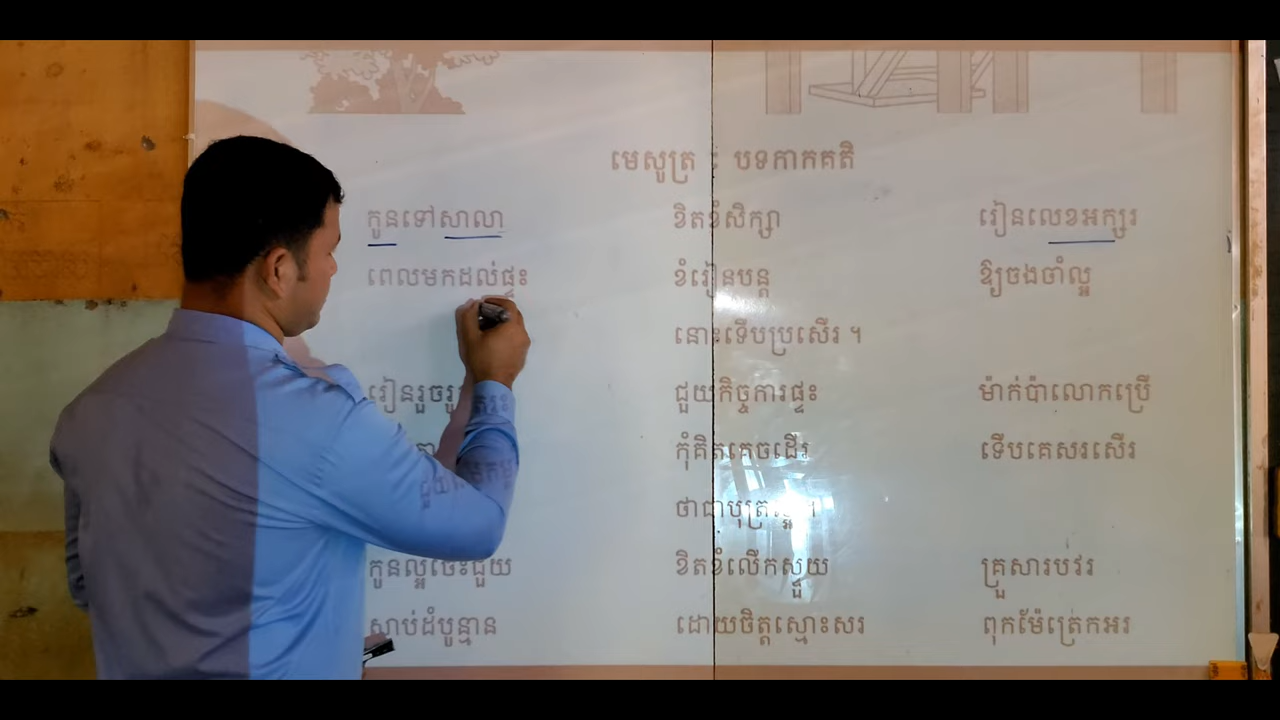 មេសូត្រ ៖ បទកាកគតិ
កូនទៅសាលា ខិតខំសិក្សា រៀនលេខអក្សរ
ពេលមកដល់ផ្ទះ ខំរៀនបន្ត ឱ្យចងចាំល្អ
នោះទើបប្រសើរ ។
រៀនរួច ជួយកិច្ចការផ្ទះ ម៉ាក់ប៉ាលោកប្រើ
កុំគិតគេចដើរ ទើបគេសរសើរ
ថាជាបុត្រល្អ ។
កូនល្អចេះជួយ ខិតខំលើកស្ទួយ គ្រួសារបវរ
ស្ដាប់ដំបូន្មាន ដោយចិត្តស្មោះសរ ពុកម៉ែត្រេកអរ